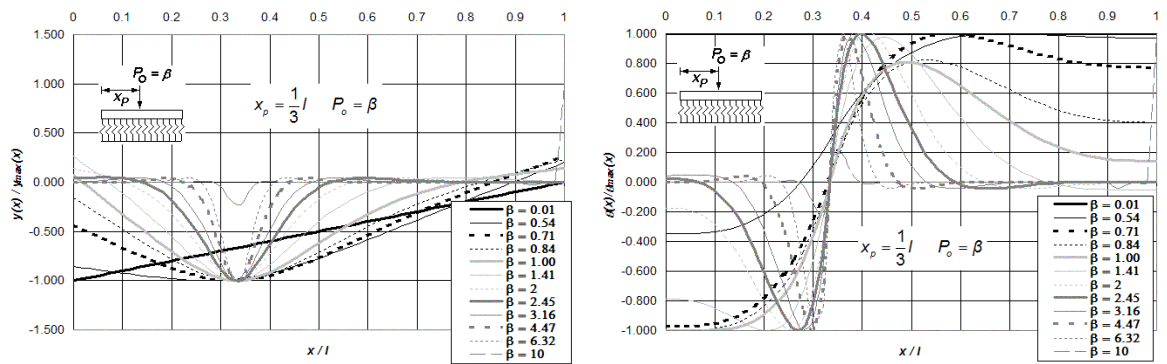 0 0.1 0.2 0.3 0.4 0.5 0.6 0.7 0.8 0.9 1
1.500
1.000
0.500
0.000
-0.500
-1.000
-1.500
y(x) / ymax(x)
P₀ = β
x_P
x_p = 1/3 l P_o = β
β = 0.01
β = 0.54
β = 0.71
β = 0.84
β = 1.00
β = 1.41
β = 2
β = 2.45
β = 3.16
β = 4.47
β = 6.32
β = 10
x / l
0 0.1 0.2 0.3 0.4 0.5 0.6 0.7 0.8 0.9 1
1.000
0.800
0.600
0.400
0.200
0.000
-0.200
-0.400
-0.600
-0.800
-1.000
P₀ = β
x_P
x_p = 1/3 l P_o = β
β = 0.01
β = 0.54
β = 0.71
β = 0.84
β = 1.00
β = 1.41
β = 2
β = 2.45
β = 3.16
β = 4.47
β = 6.32
β = 10
x / l